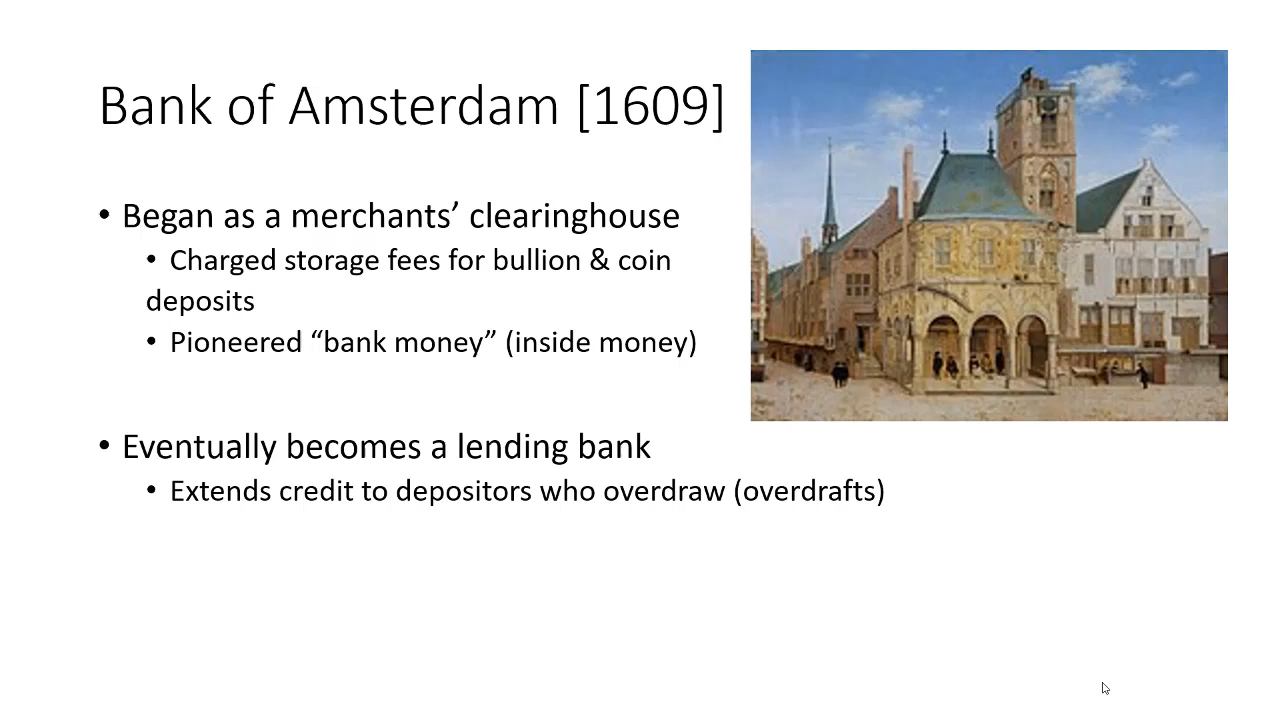 Bank of Amsterdam [1609]
• Began as a merchants’ clearinghouse
• Charged storage fees for bullion & coin
deposits
• Pioneered “bank money” (inside money)
• Eventually becomes a lending bank
• Extends credit to depositors who overdraw (overdrafts)